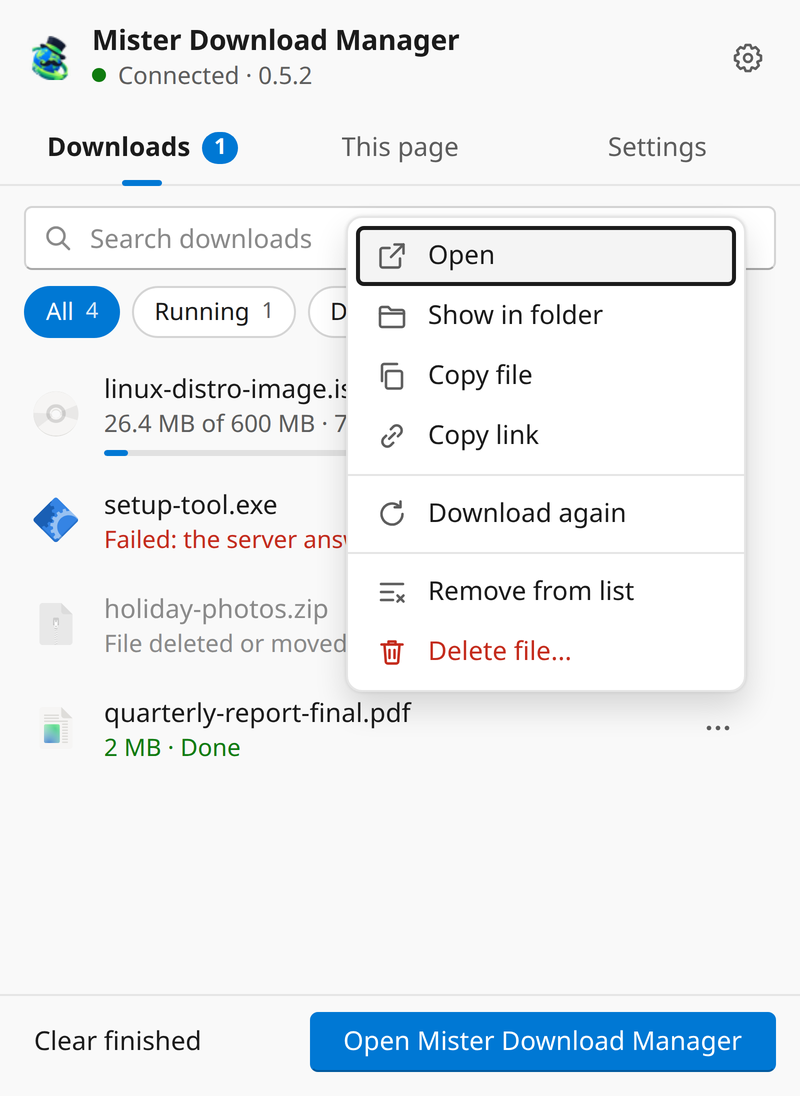 Mister Download Manager
Connected · 0.5.2
Downloads 1
This page
Settings
Search downloads
All 4
Running 1
Open
Show in folder
Copy file
Copy link
Download again
Remove from list
Delete file...
linux-distro-image.is
26.4 MB of 600 MB · 7
setup-tool.exe
Failed: the server
holiday-photos.zip
File deleted or moved
quarterly-report-final.pdf
2 MB · Done
Clear finished
Open Mister Download Manager